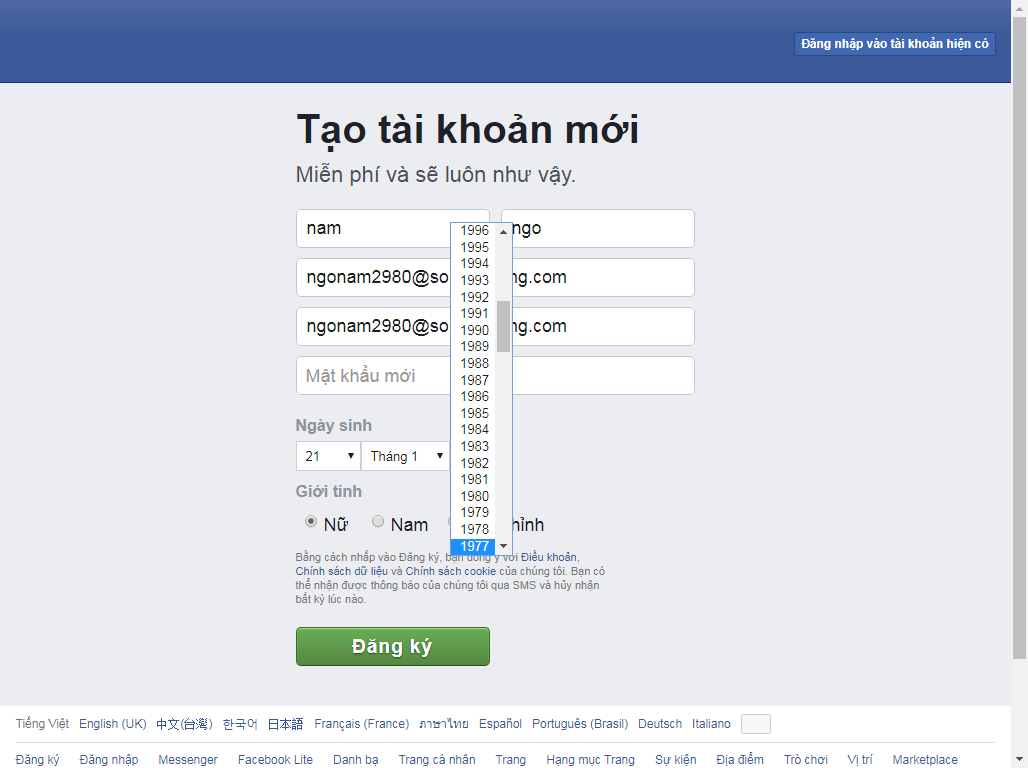 Đăng nhập vào tài khoản hiện có
Tạo tài khoản mới
Miễn phí và sẽ luôn như vậy.
nam ngo
ngonam2980@so ng.com
ngonam2980@so ng.com
Mật khẩu mới
1996
1995
1994
1993
1992
1991
1990
1989
1988
1987
1986
1985
1984
1983
1982
1981
1980
1979
1978
1977
Ngày sinh
21 Tháng 1
Giới tính
Nữ Nam hỉnh
Bằng cách nhấp vào Đăng ký, bạn đồng ý với Điều khoản,
Chính sách dữ liệu và Chính sách cookie của chúng tôi. Bạn có
thể nhận được thông báo của chúng tôi qua SMS và hủy nhận
bất kỳ lúc nào.
Đăng ký
Tiếng Việt English (UK) 中文(台灣) 한국어 日本語 Français (France) ภาษาไทย Español Português (Brasil) Deutsch Italiano
Đăng ký Đăng nhập Messenger Facebook Lite Danh bạ Trang cá nhân Trang Hạng mục Trang Sự kiện Địa điểm Trò chơi Vị trí Marketplace